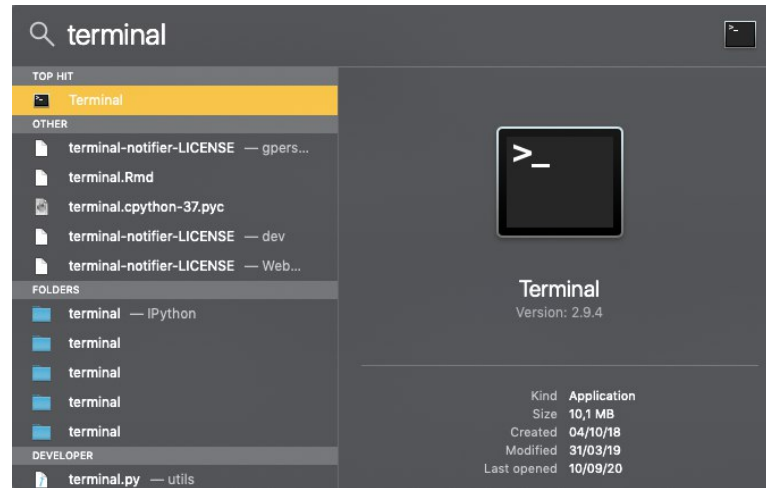 terminal
TOP HIT
Terminal
OTHER
terminal-notifier-LICENSE — gpers...
terminal.Rmd
terminal.cpython-37.pyc
terminal-notifier-LICENSE — dev
terminal-notifier-LICENSE — Web...
FOLDERS
terminal — IPython
terminal
terminal
terminal
terminal
DEVELOPER
terminal.py — utils
>_
Terminal
Version: 2.9.4
Kind Application
Size 10,1 MB
Created 04/10/18
Modified 31/03/19
Last opened 10/09/20